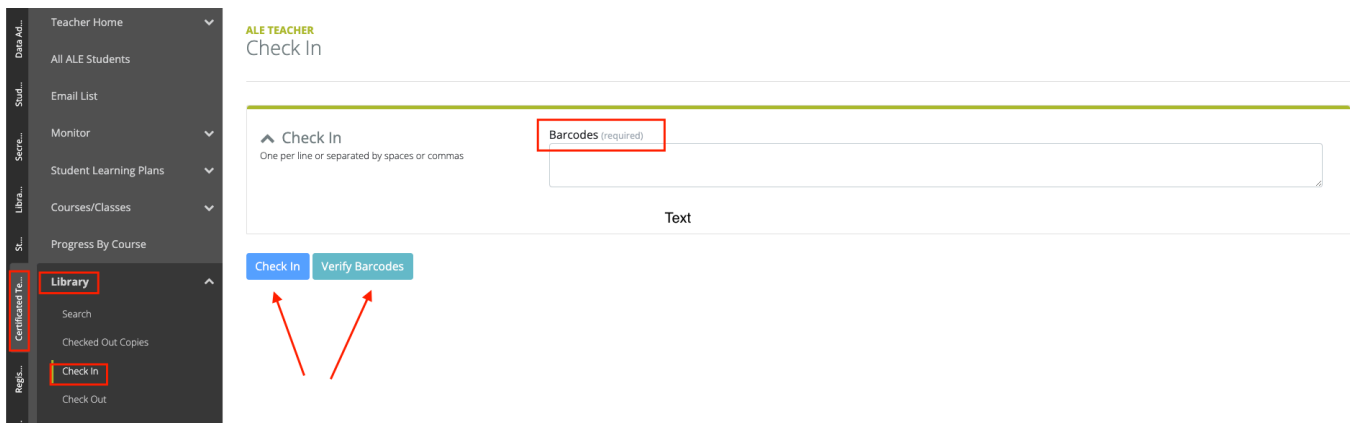 Data Ad...
Stud...
Secre...
Libra...
St...
Certificated Te...
Regis...
Teacher Home
All ALE Students
Email List
Monitor
Student Learning Plans
Courses/Classes
Progress By Course
Library
Search
Checked Out Copies
Check In
Check Out
ALE TEACHER
Check In
Check In
One per line or separated by spaces or commas
Barcodes (required)
Text
Check In Verify Barcodes